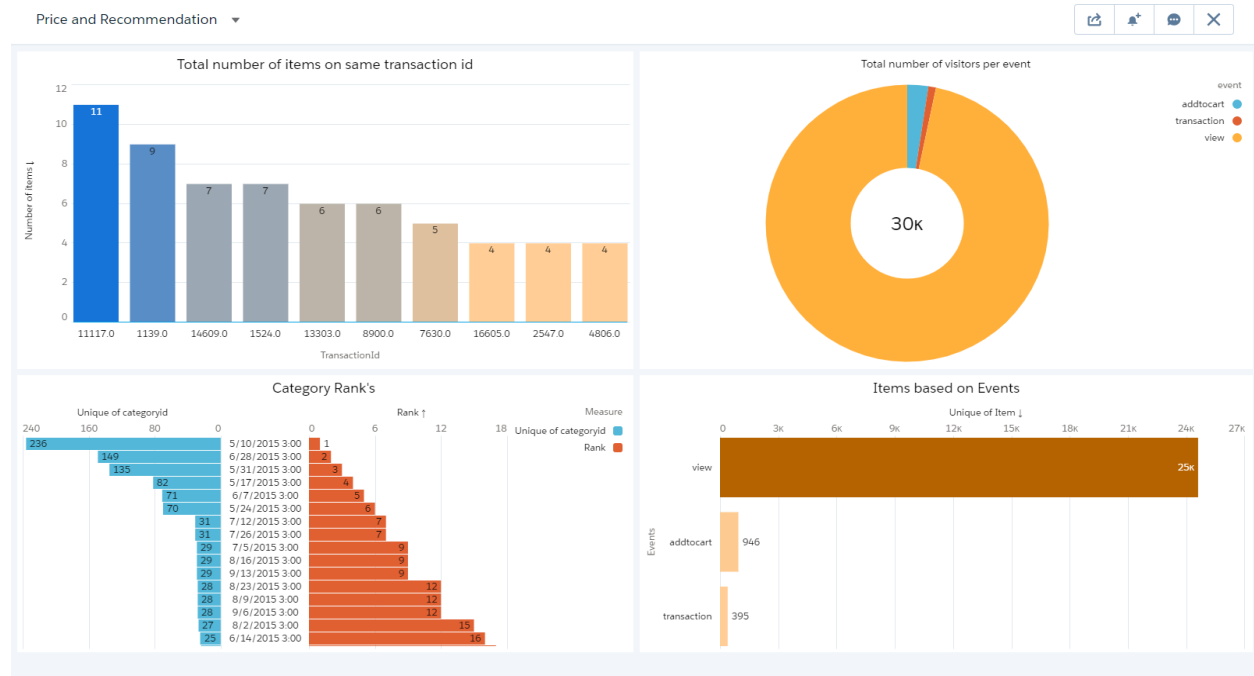 Price and Recommendation
Total number of items on same transaction id
12
10
8
6
4
2
0
Number of items↓
11
9
7
7
6
6
5
4
4
4
11117.0 1139.0 14609.0 1524.0 13303.0 8900.0 7630.0 16605.0 2547.0 4806.0
TransactionId
Total number of visitors per event
event
addtocart
transaction
view
30K
Category Rank's
Unique of categoryid Rank ↑ Measure
240 160 80 0 0 6 12 18 Unique of categoryid
Rank
236 5/10/2015 3:00 1
149 6/28/2015 3:00 2
135 5/31/2015 3:00 3
82 5/17/2015 3:00 4
71 6/7/2015 3:00 5
70 5/24/2015 3:00 6
31 7/12/2015 3:00 7
31 7/26/2015 3:00 7
29 7/5/2015 3:00 9
29 8/16/2015 3:00 9
29 9/13/2015 3:00 9
28 8/23/2015 3:00 12
28 8/9/2015 3:00 12
28 9/6/2015 3:00 12
27 8/2/2015 3:00 15
25 6/14/2015 3:00 16
Items based on Events
Unique of Item ↓
0 3K 6K 9K 12K 15K 18K 21K 24K 27K
Events
view 25K
addtocart 946
transaction 395